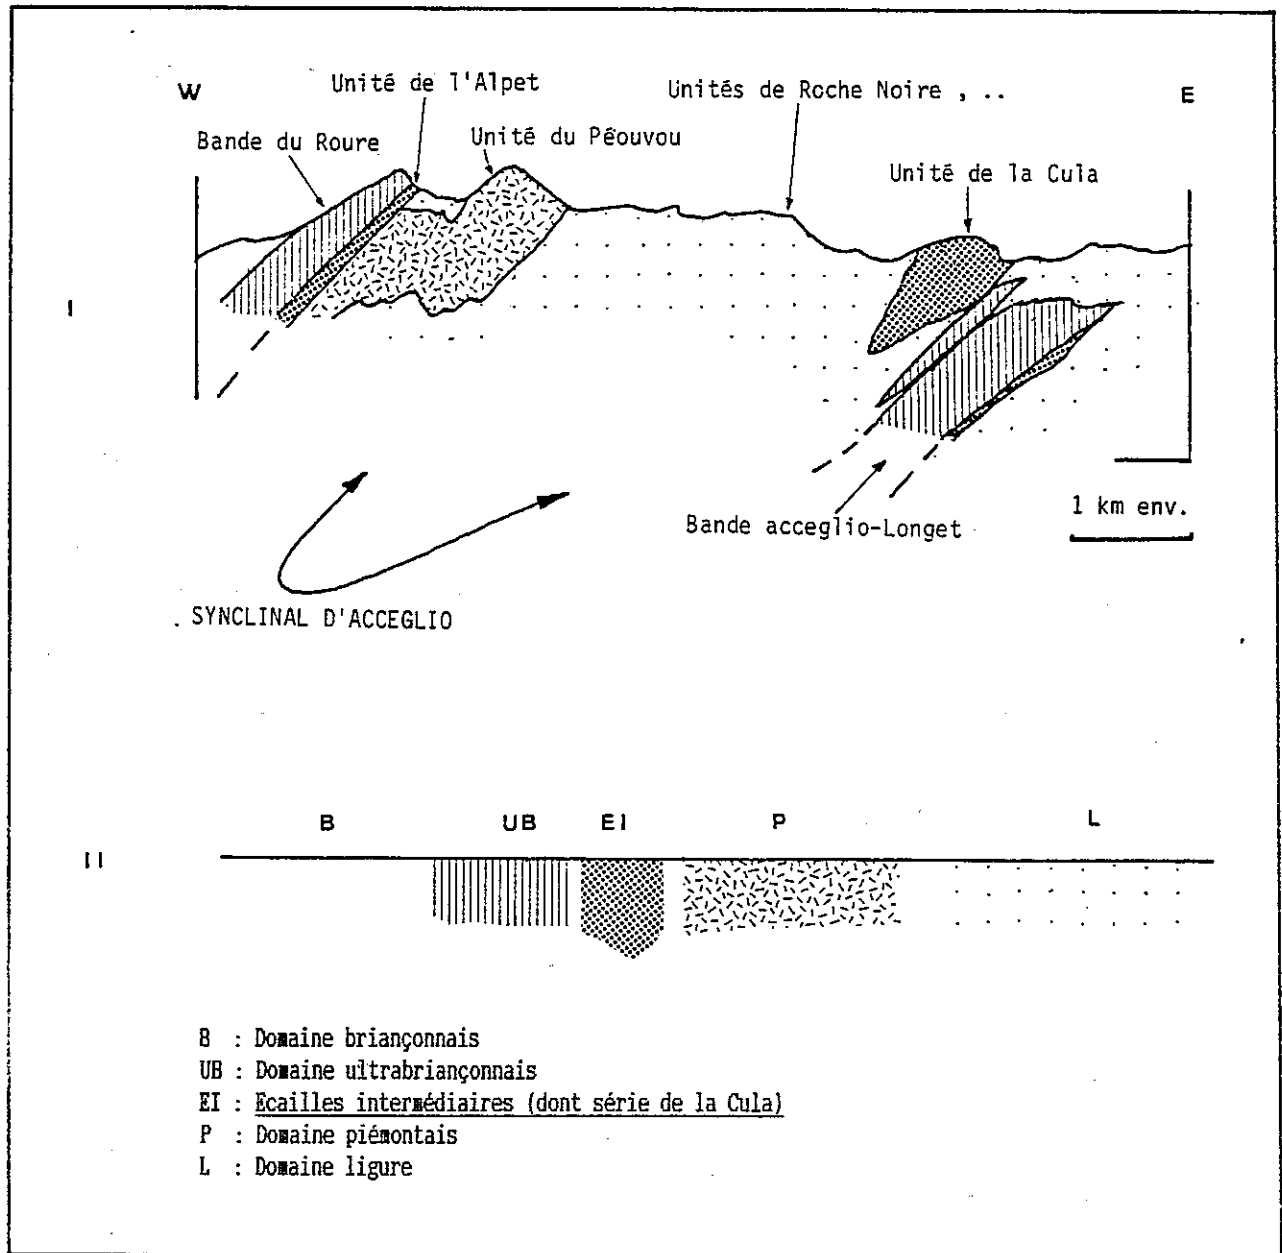 W
Unité de l'Alpet
Unités de Roche Noire , ..
E
Bande du Roure
Unité du Péouvou
Unité de la Cula
I
Bande acceglio-Longet
1 km env.
. SYNCLINAL D'ACCEGLIO
B UB EI P L
II
B : Domaine briançonnais
UB : Domaine ultrabriançonnais
EI : Ecailles intermédiaires (dont série de la Cula)
P : Domaine piémontais
L : Domaine ligure